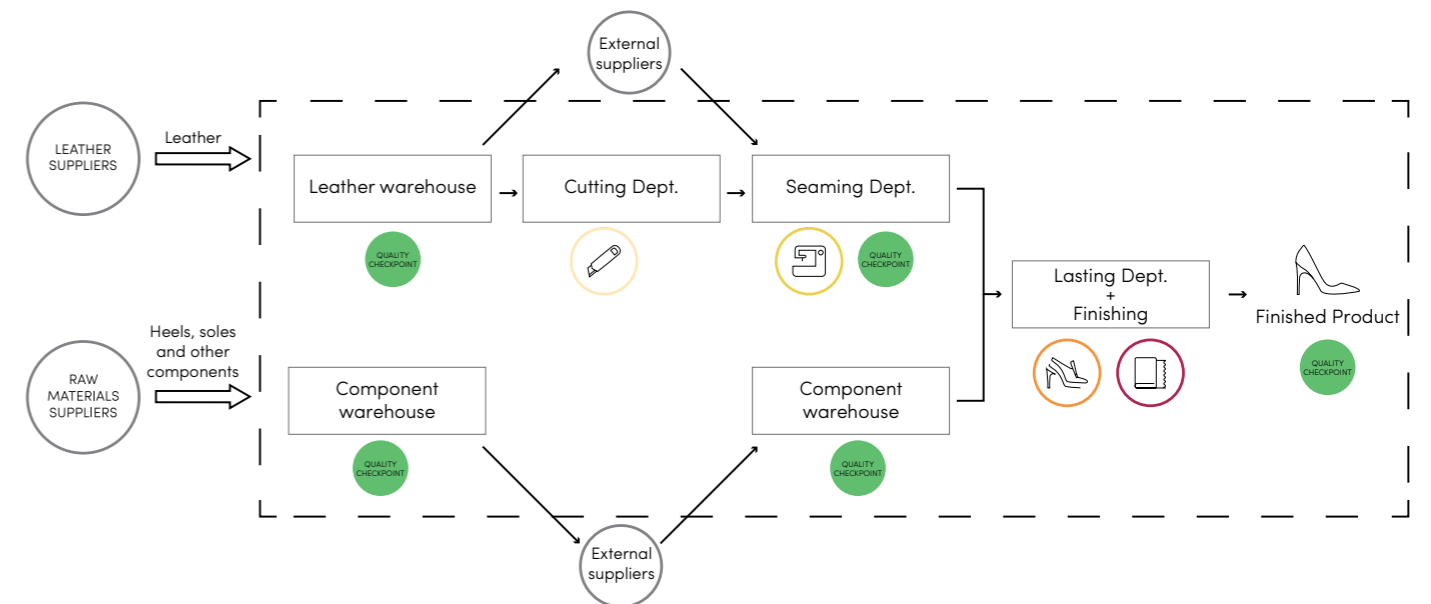 External
suppliers
LEATHER
SUPPLIERS
Leather
Leather warehouse
Cutting Dept.
Seaming Dept.
QUALITY
CHECKPOINT
QUALITY
CHECKPOINT
Lasting Dept.
+
Finishing
Finished Product
QUALITY
CHECKPOINT
Heels, soles
and other
components
RAW
MATERIALS
SUPPLIERS
Component
warehouse
QUALITY
CHECKPOINT
Component
warehouse
QUALITY
CHECKPOINT
External
suppliers